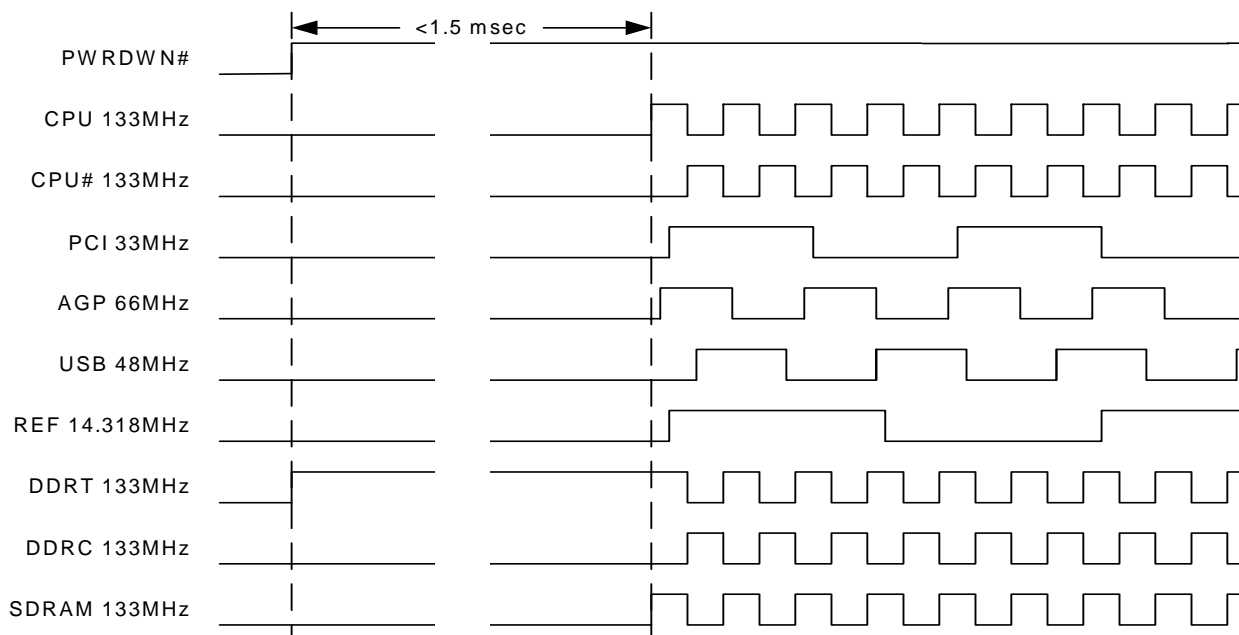 <1.5 msec
PWRDWN#
CPU 133MHz
CPU# 133MHz
PCI 33MHz
AGP 66MHz
USB 48MHz
REF 14.318MHz
DDRT 133MHz
DDRC 133MHz
SDRAM 133MHz